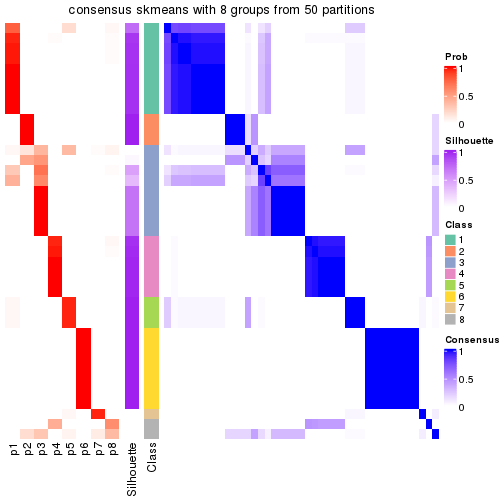 consensus skmeans with 8 groups from 50 partitions
Prob
1
0.5
0
Silhouette
1
0.5
0
Class
1
2
3
4
5
6
7
8
Consensus
1
0.5
0
p1
p2
p3
p4
p5
p6
p7
p8
Silhouette
Class